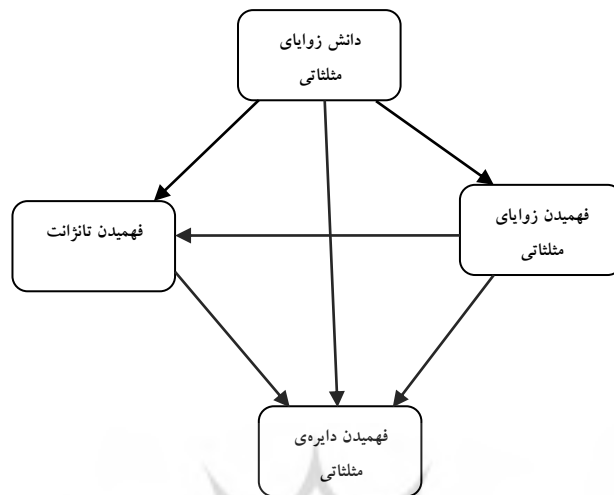 دانش زوایای
مثلثاتی
فهمیدن زوایای
مثلثاتی
فهمیدن تانژانت
فهمیدن دایره‌ی
مثلثاتی